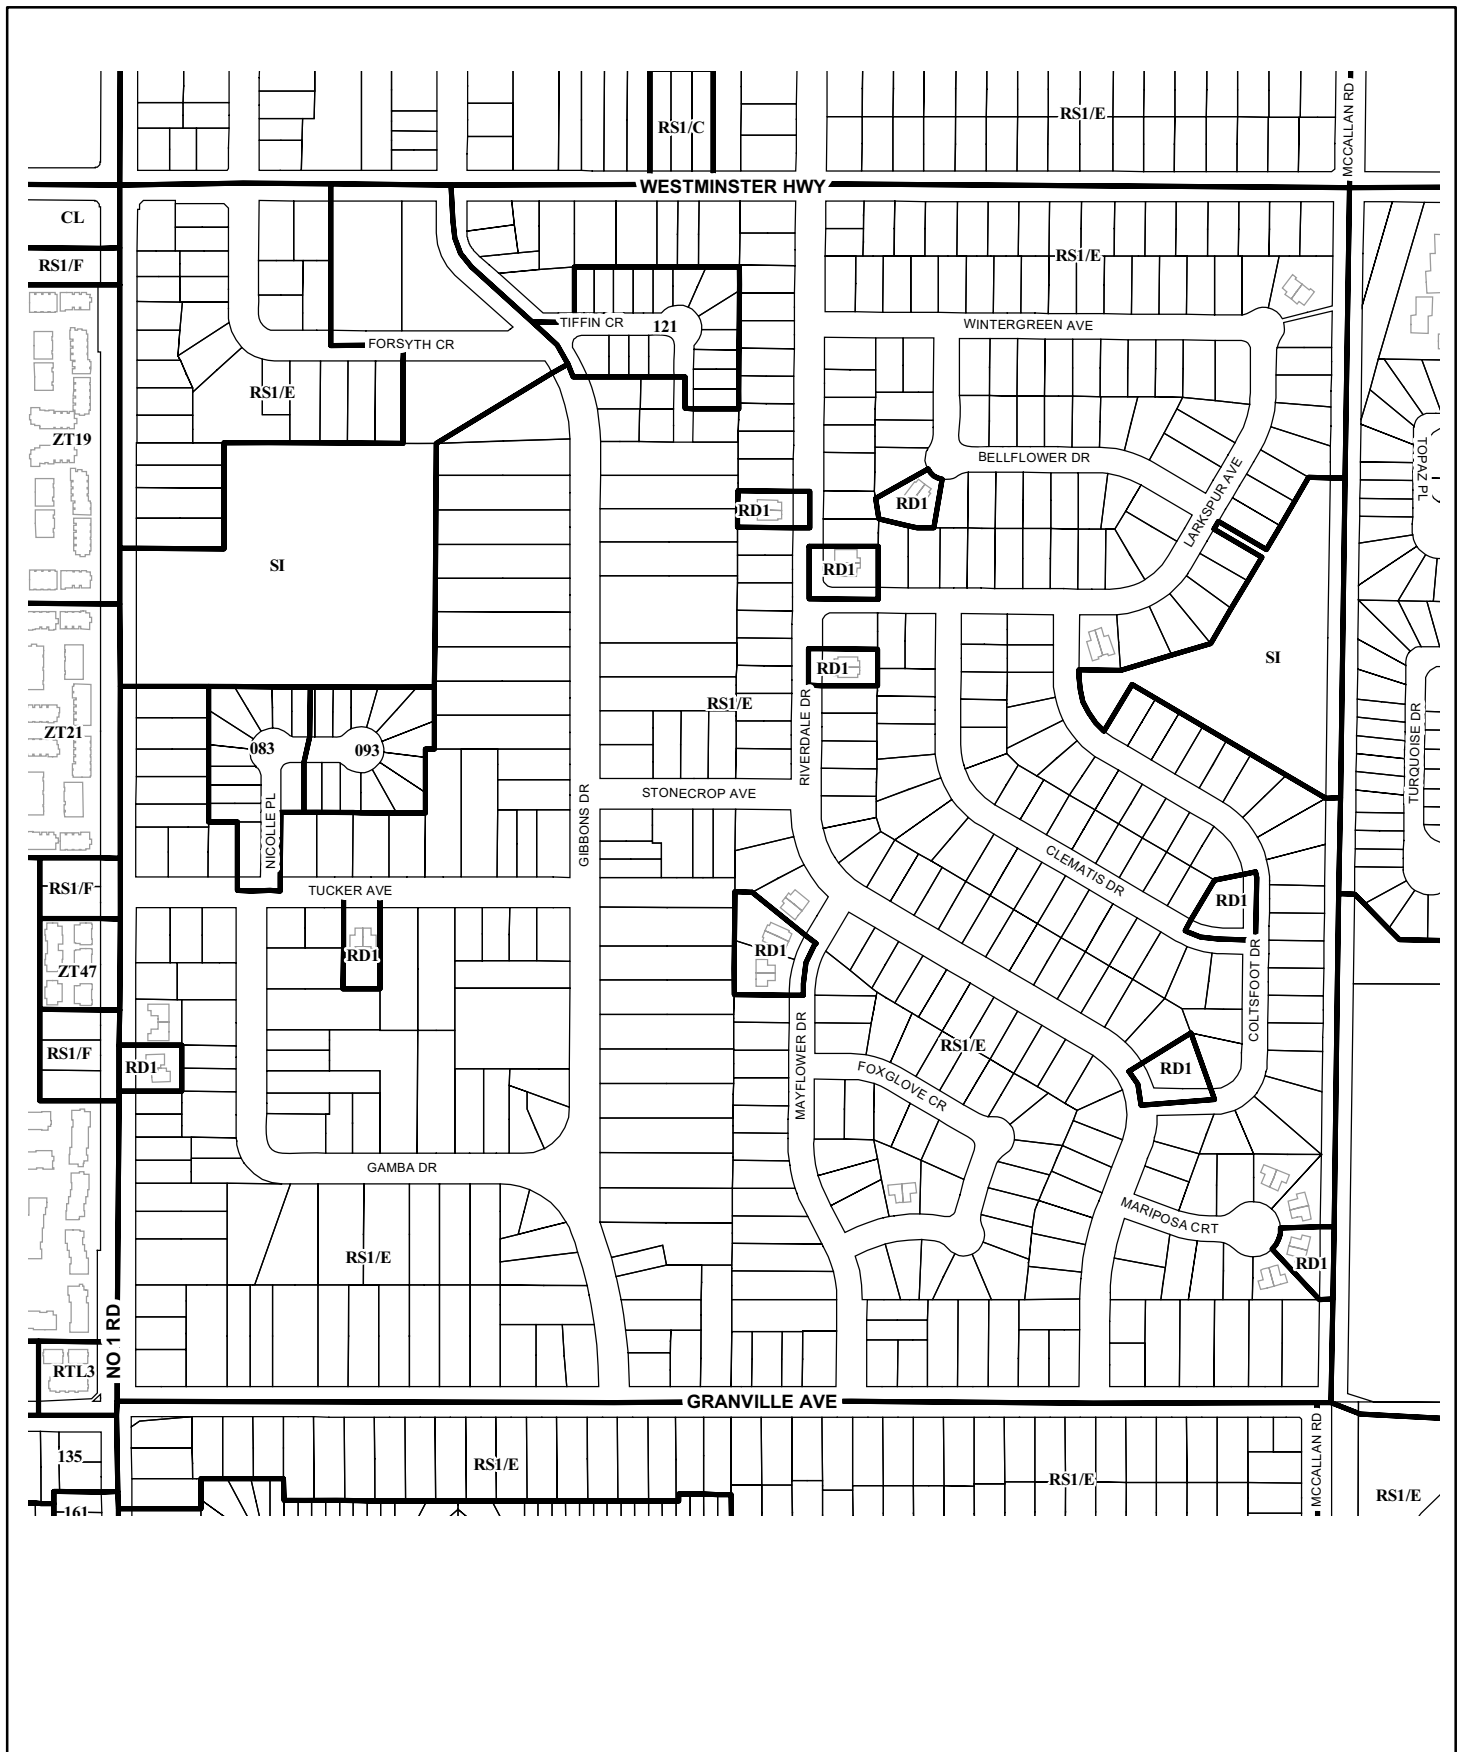 MCCALLAN RD
RS1/C
RS1/E
WESTMINSTER HWY
CL
RS1/F
RS1/E
TIFFIN CR
121
WINTERGREEN AVE
FORSYTH CR
RS1/E
ZT19
TOPAZ PL
BELLFLOWER DR
LARKSPUR AVE
RD1
RD1
SI
RD1
SI
RD1
RS1/E
RIVERDALE DR
ZT21
083
093
TURQUOISE DR
STONECROP AVE
NICOLLE PL
GIBBONS DR
CLEMATIS DR
RS1/F
TUCKER AVE
RD1
RD1
RD1
ZT47
COLTSFOOT DR
MAYFLOWER DR
RS1/E
RS1/F
RD1
FOXGLOVE CR
RD1
GAMBA DR
MARIPOSA CRT
RS1/E
RD1
NO 1 RD
RTL3
GRANVILLE AVE
MCCALLAN RD
135
RS1/E
RS1/E
RS1/E
161